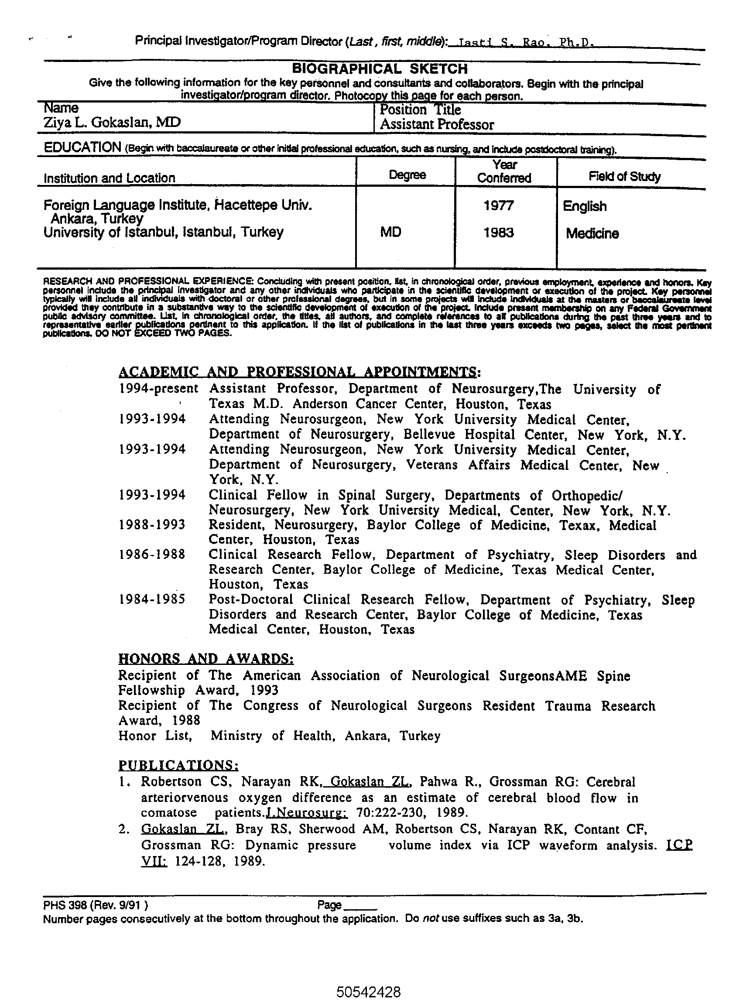 Principal Investigator/Program Director (Last, first, middle): Jasti S. Rao, Ph.D.
BIOGRAPHICAL SKETCH
Give the following information for the key personnel and consultants and collaborators. Begin with the principal
investigator/program director. Photocopy this page for each person.
Name
Ziya L. Gokaslan, MD
Position Title
Assistant Professor
EDUCATION (Begin with baccalaureate or other initial professional education, such as nursing, and include postdoctoral training).
Institution and Location
Degree
Year
Conferred
Field of Study
Foreign Language Institute, Hacettepe Univ. 1977 English
Ankara, Turkey
University of Istanbul, Istanbul, Turkey MD 1983 Medicine
RESEARCH AND PROFESSIONAL EXPERIENCE: Concluding with present position, list, in chronological order, previous employment, experience and honors. Key
personnel include the principal investigator and any other individuals who participate in the scientific development or execution of the project. Key personnel
typically will include all individuals with doctoral or other professional degrees, but in some projects will include individuals at the masters or baccalaureate level
provided they contribute in a substantive way to the scientific development of execution of the project. Include present membership on any Federal Government
public advisory committee. List, in chronological order, the titles, all authors, and complete references to all publications during the past three years and to
representative earlier publications pertinent to this application. If the list of publications in the last three years exceeds two pages, select the most pertinent
publications. DO NOT EXCEED TWO PAGES.
ACADEMIC AND PROFESSIONAL APPOINTMENTS:
1994-present Assistant Professor, Department of Neurosurgery,The University of
Texas M.D. Anderson Cancer Center, Houston, Texas
1993-1994 Attending Neurosurgeon, New York University Medical Center,
Department of Neurosurgery, Bellevue Hospital Center, New York, N.Y.
1993-1994 Attending Neurosurgeon, New York University Medical Center,
Department of Neurosurgery, Veterans Affairs Medical Center, New
York, N.Y.
1993-1994 Clinical Fellow in Spinal Surgery, Departments of Orthopedic/
Neurosurgery, New York University Medical, Center, New York, N.Y.
1988-1993 Resident, Neurosurgery, Baylor College of Medicine, Texax, Medical
Center, Houston, Texas
1986-1988 Clinical Research Fellow, Department of Psychiatry, Sleep Disorders and
Research Center, Baylor College of Medicine, Texas Medical Center,
Houston, Texas
1984-1985 Post-Doctoral Clinical Research Fellow, Department of Psychiatry, Sleep
Disorders and Research Center, Baylor College of Medicine, Texas
Medical Center, Houston, Texas
HONORS AND AWARDS:
Recipient of The American Association of Neurological SurgeonsAME Spine
Fellowship Award, 1993
Recipient of The Congress of Neurological Surgeons Resident Trauma Research
Award, 1988
Honor List, Ministry of Health, Ankara, Turkey
PUBLICATIONS:
1. Robertson CS, Narayan RK, Gokaslan ZL, Pahwa R., Grossman RG: Cerebral
arteriorvenous oxygen difference as an estimate of cerebral blood flow in
comatose patients.J.Neurosurg: 70:222-230, 1989.
2. Gokaslan ZL, Bray RS, Sherwood AM, Robertson CS, Narayan RK, Contant CF,
Grossman RG: Dynamic pressure volume index via ICP waveform analysis. ICP
VII: 124-128, 1989.
PHS 398 (Rev. 9/91 ) Page
Number pages consecutively at the bottom throughout the application. Do not use suffixes such as 3a, 3b.
50542428